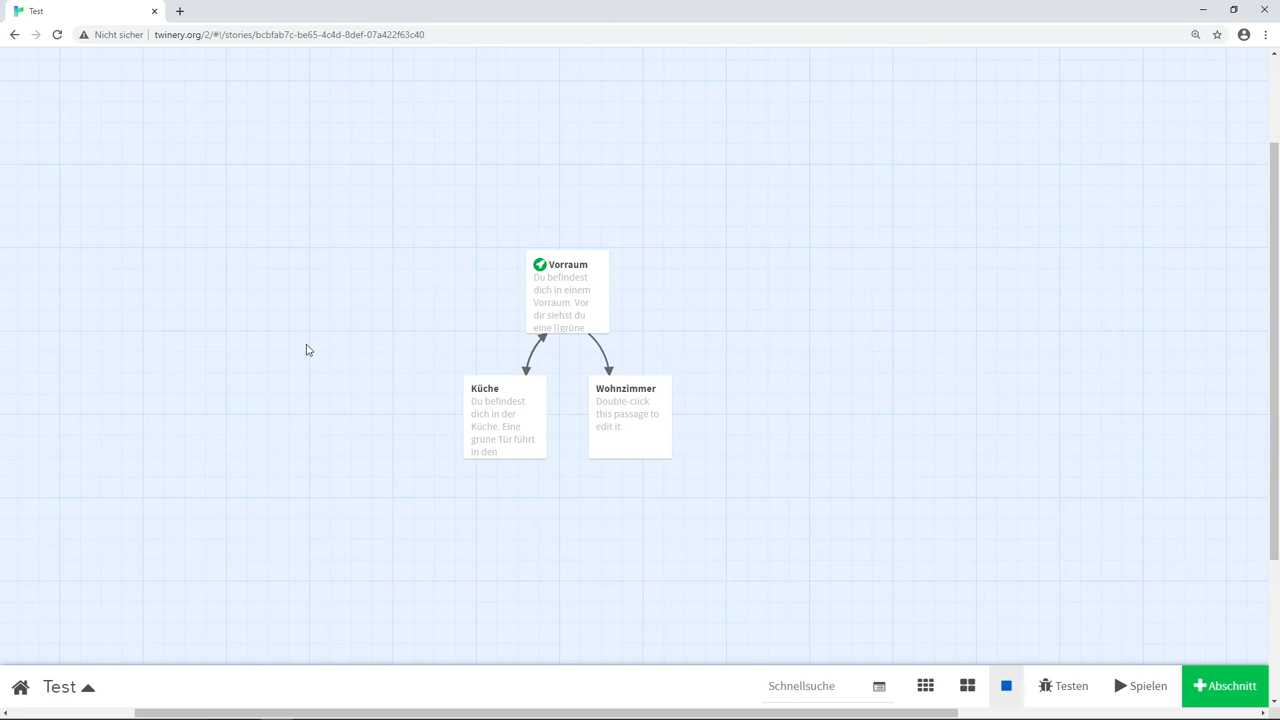 Test
Nicht sicher
twinery.org/2/#!/stories/bcbfab7c-be65-4c4d-8def-07a422f63c40
Vorraum
Du befindest
dich in einem
Vorraum. Vor
dir siehst du
eine [[grüne
Küche
Du befindest
dich in der
Küche. Eine
grüne Tür führt
in den
Wohnzimmer
Double-click
this passage to
edit it.
Test
Schnellsuche
Testen
Spielen
Abschnitt